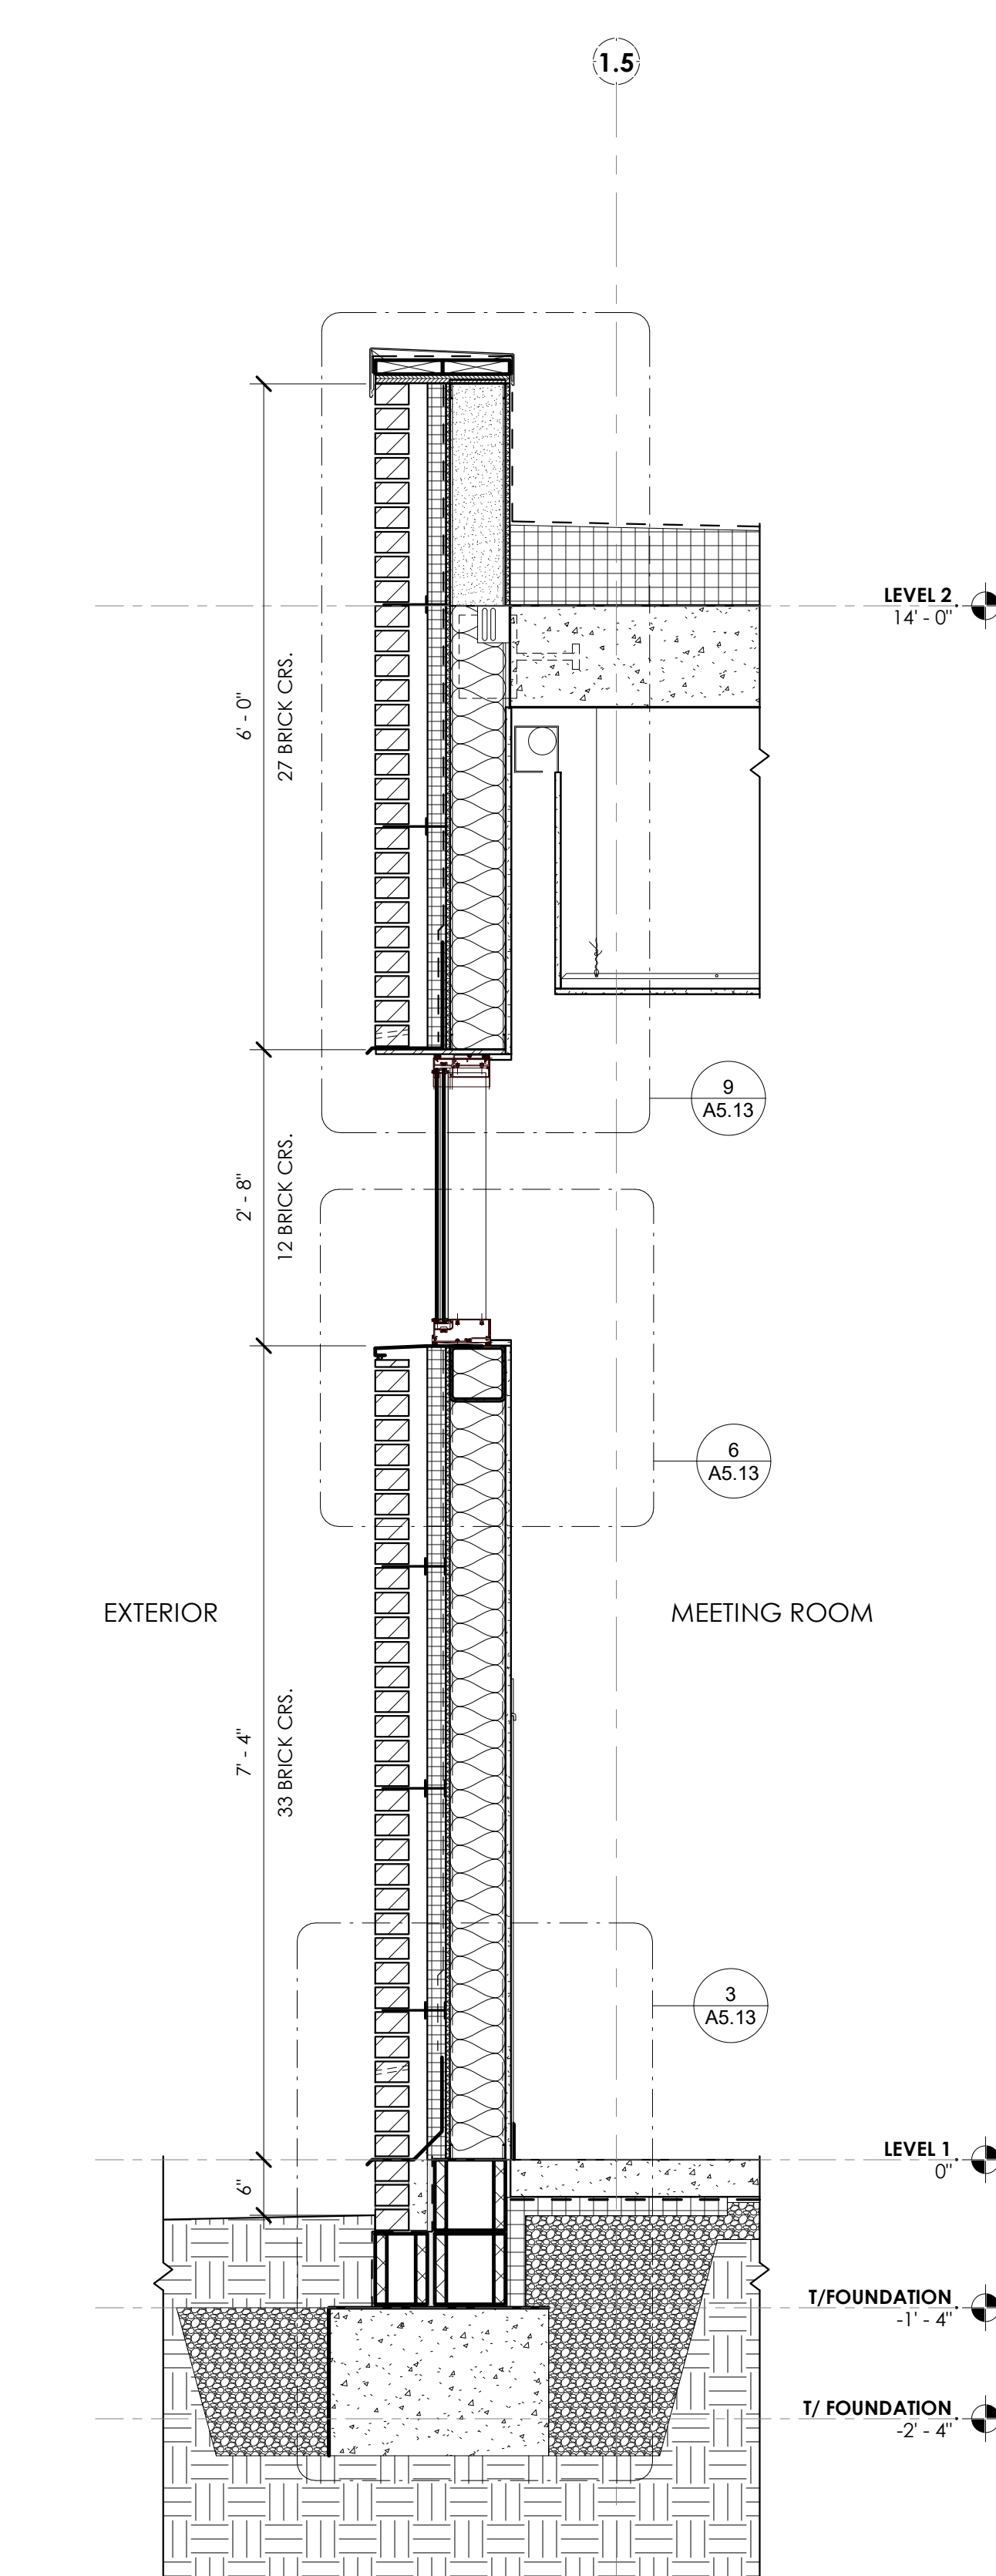 1.5
LEVEL 2
14' - 0"
6' - 0"
27 BRICK CRS.
9
A5.13
2' - 8"
12 BRICK CRS.
6
A5.13
EXTERIOR
MEETING ROOM
7' - 4"
33 BRICK CRS.
3
A5.13
LEVEL 1
0"
6"
T/FOUNDATION
-1' - 4"
T/ FOUNDATION
-2' - 4"